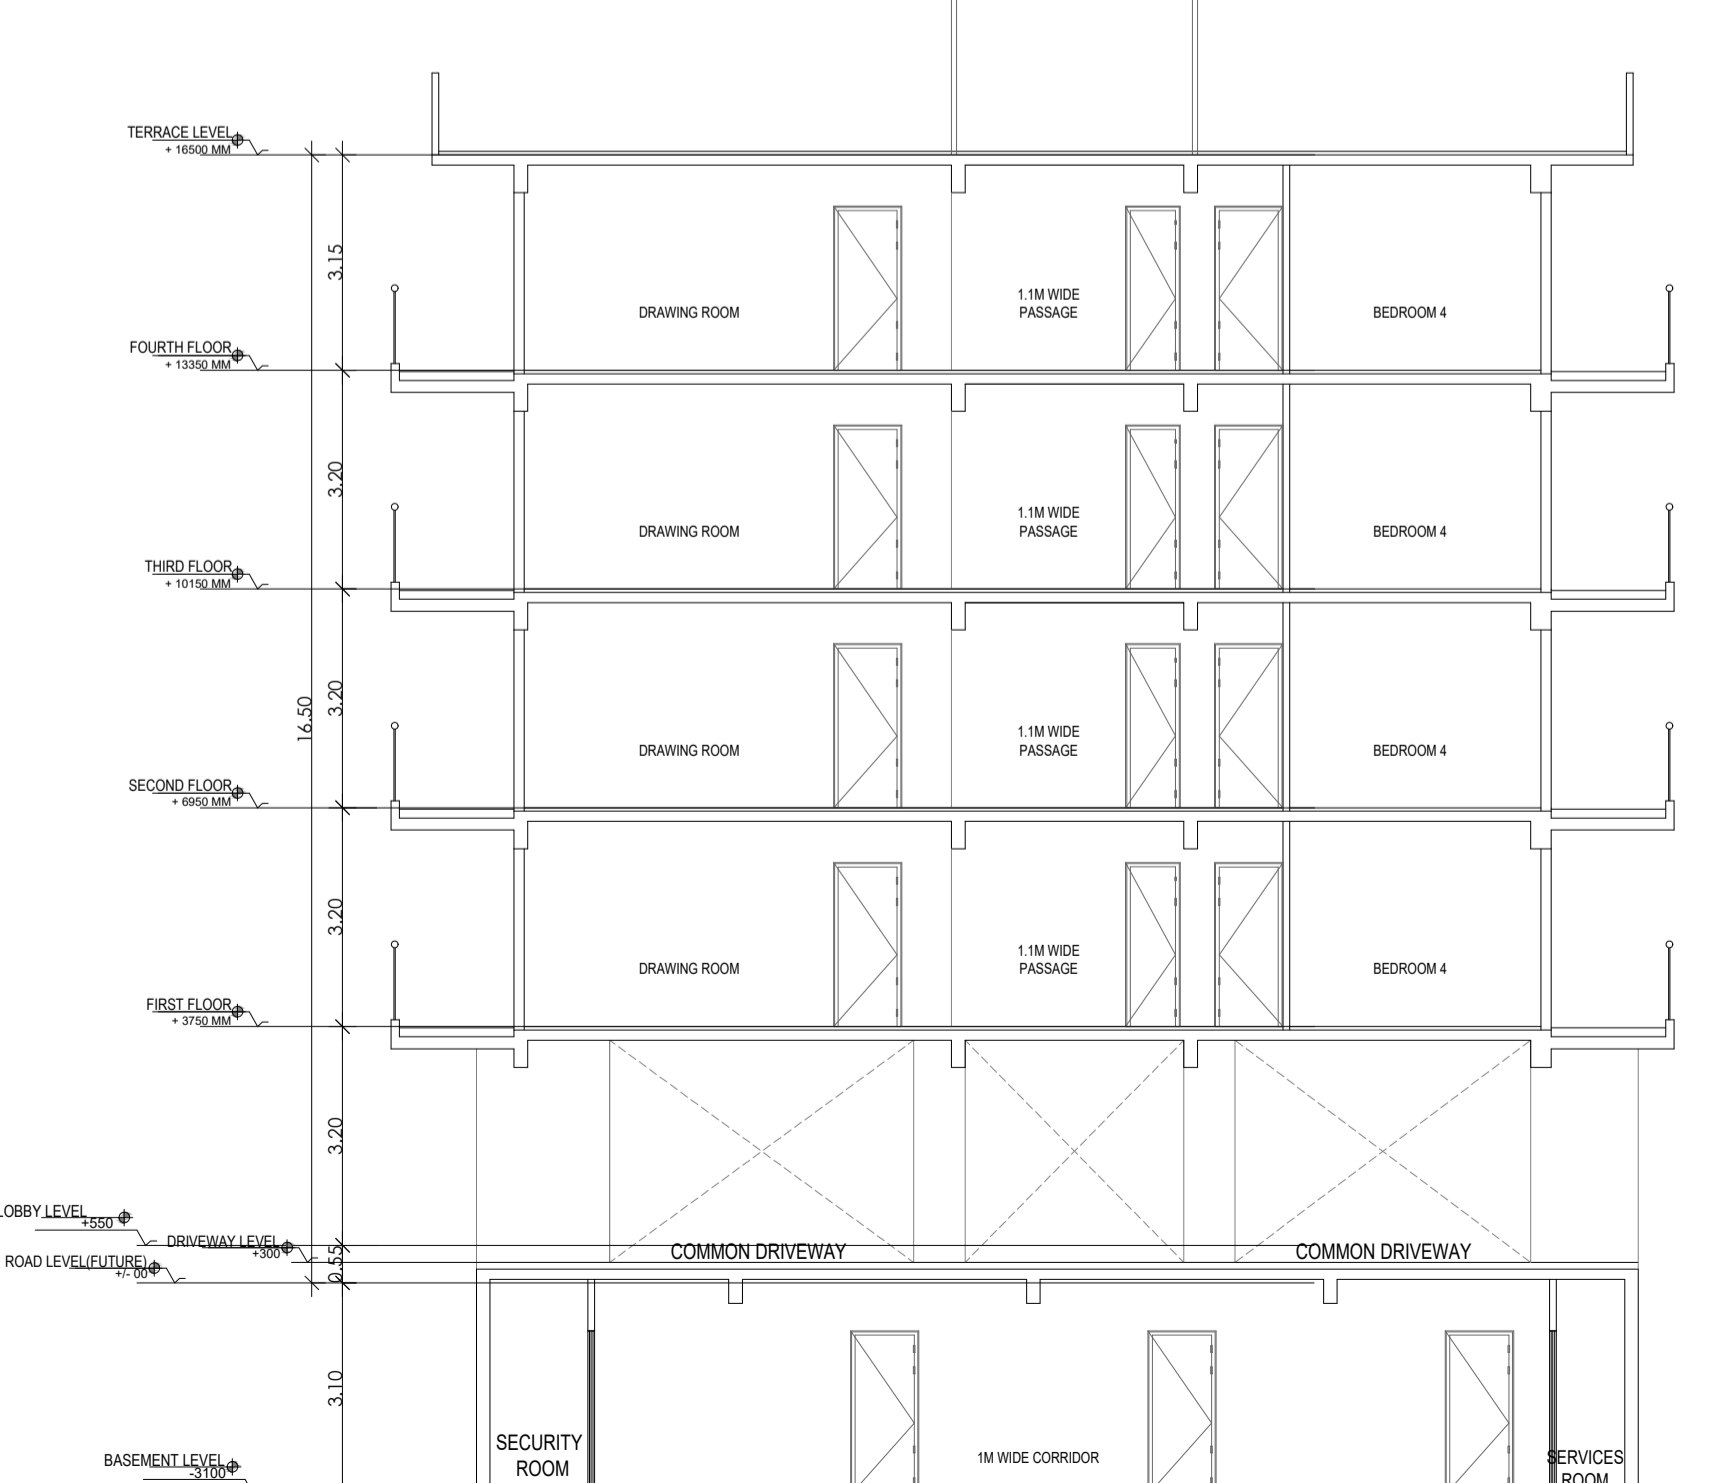 TERRACE LEVEL
+ 16500 MM
3.15
DRAWING ROOM
1.1M WIDE
PASSAGE
BEDROOM 4
FOURTH FLOOR
+ 13350 MM
3.20
DRAWING ROOM
1.1M WIDE
PASSAGE
BEDROOM 4
THIRD FLOOR
+ 10150 MM
16.50
3.20
DRAWING ROOM
1.1M WIDE
PASSAGE
BEDROOM 4
SECOND FLOOR
+ 6950 MM
3.20
DRAWING ROOM
1.1M WIDE
PASSAGE
BEDROOM 4
FIRST FLOOR
+ 3750 MM
3.20
LOBBY LEVEL
+550
DRIVEWAY LEVEL
+300
ROAD LEVEL(FUTURE)
+/- 00
0.55
COMMON DRIVEWAY
COMMON DRIVEWAY
3.10
SECURITY
ROOM
1M WIDE CORRIDOR
SERVICES
ROOM
BASEMENT LEVEL
-3100